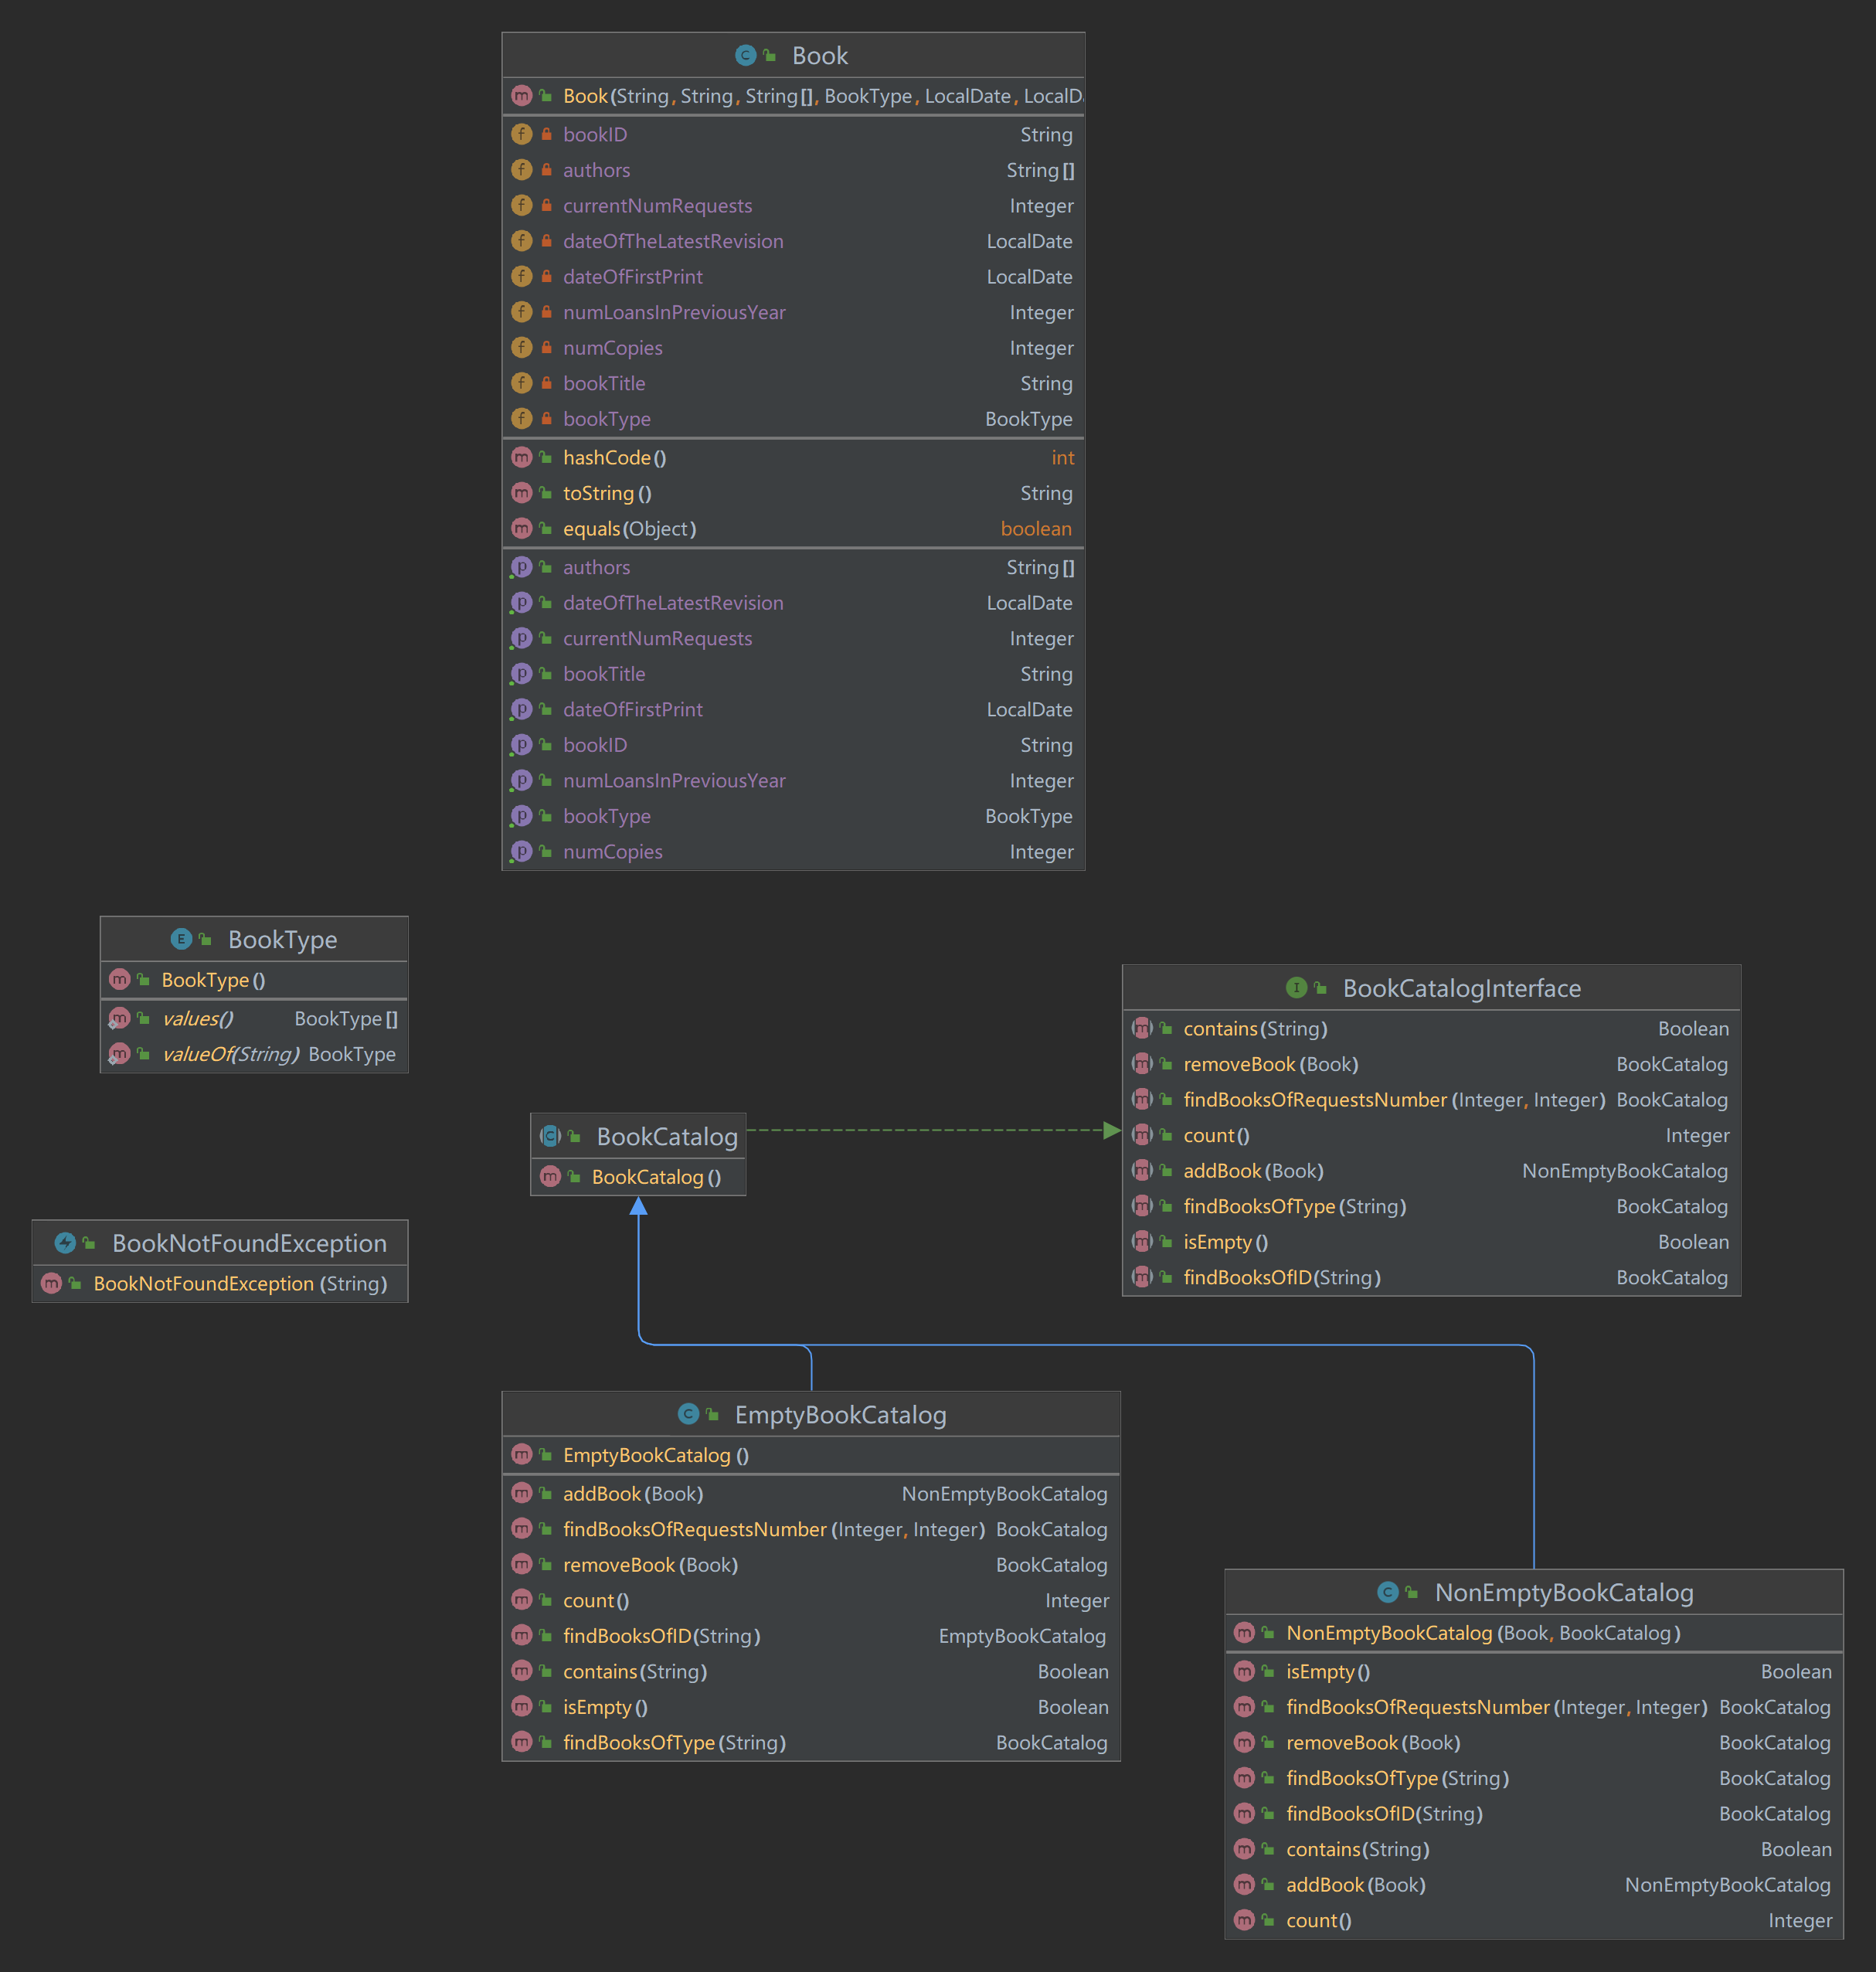 Book
Book(String, String, String[], BookType, LocalDate, LocalD
bookID String
authors String[]
currentNumRequests Integer
dateOfTheLatestRevision LocalDate
dateOfFirstPrint LocalDate
numLoansInPreviousYear Integer
numCopies Integer
bookTitle String
bookType BookType
hashCode() int
toString() String
equals(Object) boolean
authors String[]
dateOfTheLatestRevision LocalDate
currentNumRequests Integer
bookTitle String
dateOfFirstPrint LocalDate
bookID String
numLoansInPreviousYear Integer
bookType BookType
numCopies Integer
BookType
BookType()
values() BookType[]
valueOf(String) BookType
BookCatalogInterface
contains(String) Boolean
removeBook(Book) BookCatalog
findBooksOfRequestsNumber(Integer, Integer) BookCatalog
count() Integer
addBook(Book) NonEmptyBookCatalog
findBooksOfType(String) BookCatalog
isEmpty() Boolean
findBooksOfID(String) BookCatalog
BookCatalog
BookCatalog()
BookNotFoundException
BookNotFoundException(String)
EmptyBookCatalog
EmptyBookCatalog()
addBook(Book) NonEmptyBookCatalog
findBooksOfRequestsNumber(Integer, Integer) BookCatalog
removeBook(Book) BookCatalog
count() Integer
findBooksOfID(String) EmptyBookCatalog
contains(String) Boolean
isEmpty() Boolean
findBooksOfType(String) BookCatalog
NonEmptyBookCatalog
NonEmptyBookCatalog(Book, BookCatalog)
isEmpty() Boolean
findBooksOfRequestsNumber(Integer, Integer) BookCatalog
removeBook(Book) BookCatalog
findBooksOfType(String) BookCatalog
findBooksOfID(String) BookCatalog
contains(String) Boolean
addBook(Book) NonEmptyBookCatalog
count() Integer